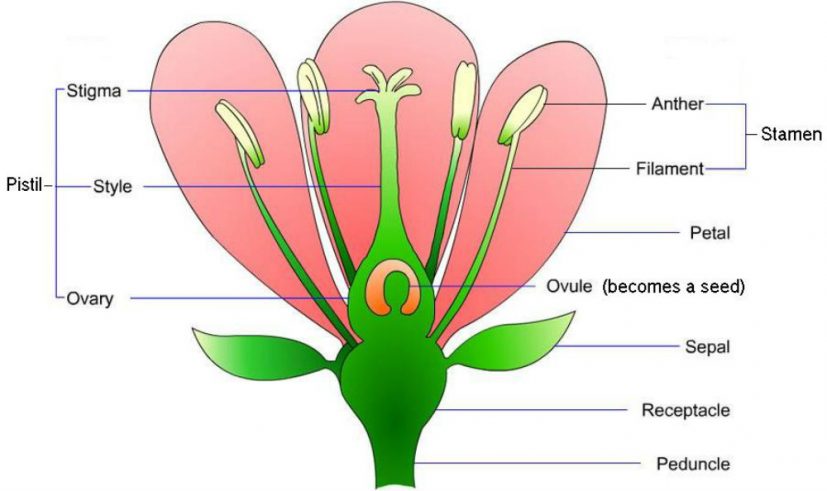 Stigma
Pistil
Style
Ovary
Anther
Stamen
Filament
Petal
Ovule (becomes a seed)
Sepal
Receptacle
Peduncle